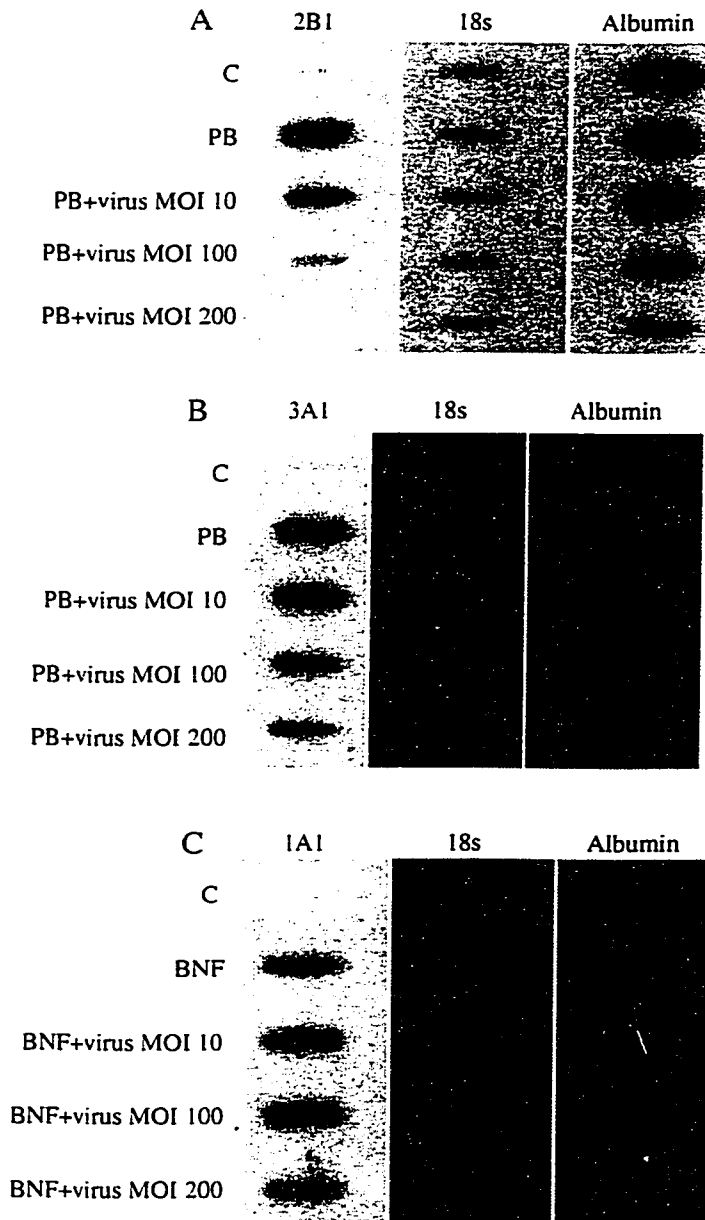 A 2B1 18s Albumin
C
PB
PB+virus MOI 10
PB+virus MOI 100
PB+virus MOI 200
B 3A1 18s Albumin
C
PB
PB+virus MOI 10
PB+virus MOI 100
PB+virus MOI 200
C 1A1 18s Albumin
C
BNF
BNF+virus MOI 10
BNF+virus MOI 100
BNF+virus MOI 200